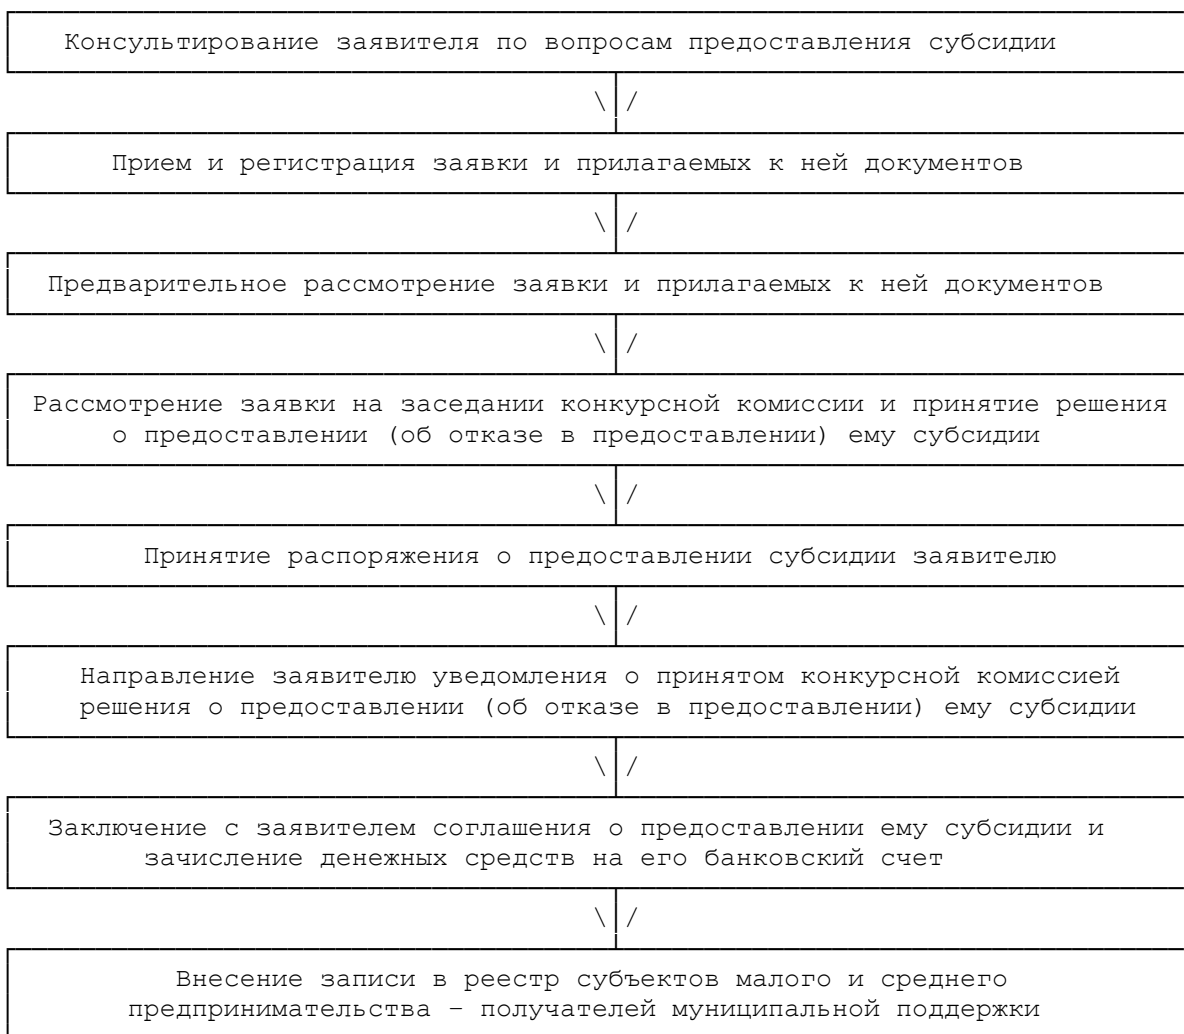 Консультирование заявителя по вопросам предоставления субсидии
Прием и регистрация заявки и прилагаемых к ней документов
Предварительное рассмотрение заявки и прилагаемых к ней документов
Рассмотрение заявки на заседании конкурсной комиссии и принятие решения
о предоставлении (об отказе в предоставлении) ему субсидии
Принятие распоряжения о предоставлении субсидии заявителю
Направление заявителю уведомления о принятом конкурсной комиссией
решения о предоставлении (об отказе в предоставлении) ему субсидии
Заключение с заявителем соглашения о предоставлении ему субсидии и
зачисление денежных средств на его банковский счет
Внесение записи в реестр субъектов малого и среднего
предпринимательства – получателей муниципальной поддержки